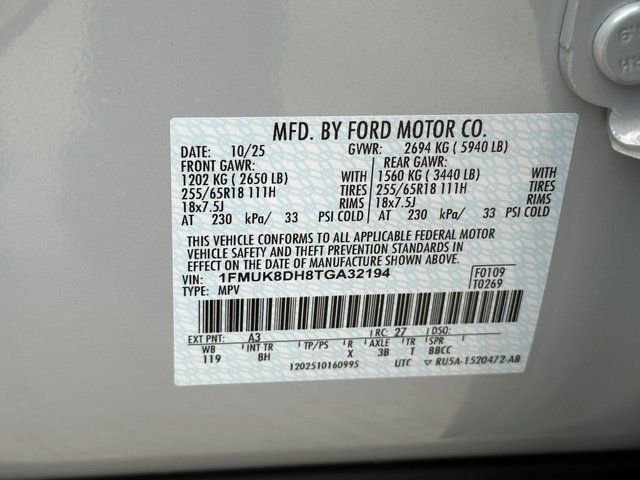 MFD. BY FORD MOTOR CO.
DATE: 10/25 GVWR: 2694 KG ( 5940 LB)
FRONT GAWR: REAR GAWR:
1202 KG ( 2650 LB) WITH 1560 KG ( 3440 LB) WITH
255/65R18 111H TIRES 255/65R18 111H TIRES
18x7.5J RIMS 18x7.5J RIMS
AT 230 kPa/ 33 PSI COLD AT 230 kPa/ 33 PSI COLD
THIS VEHICLE CONFORMS TO ALL APPLICABLE FEDERAL MOTOR
VEHICLE SAFETY AND THEFT PREVENTION STANDARDS IN
EFFECT ON THE DATE OF MANUFACTURE SHOWN ABOVE.
VIN: 1FMUK8DH8TGA32194 F0109
TYPE: MPV T0269
EXT PNT: A3 RC: 27 DSO:
WB INT TR TP/PS R AXLE TR SPR
119 8H X 3B T BBCC
1202510160995 UTC ▽ RU5A-1520472-AB